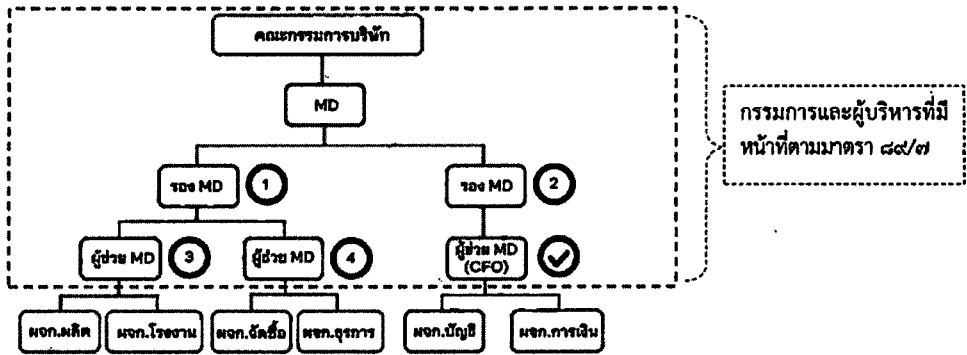 คณะกรรมการบริษัท
MD
กรรมการและผู้บริหารที่มี
หน้าที่ตามมาตรา ๘๙/๗
รอง MD
1
รอง MD
2
ผู้ช่วย MD
3
ผู้ช่วย MD
4
ผู้ช่วย MD
(CFO)
ผจก.ผลิต
ผจก.โรงงาน
ผจก.จัดซื้อ
ผจก.ธุรการ
ผจก.บัญชี
ผจก.การเงิน